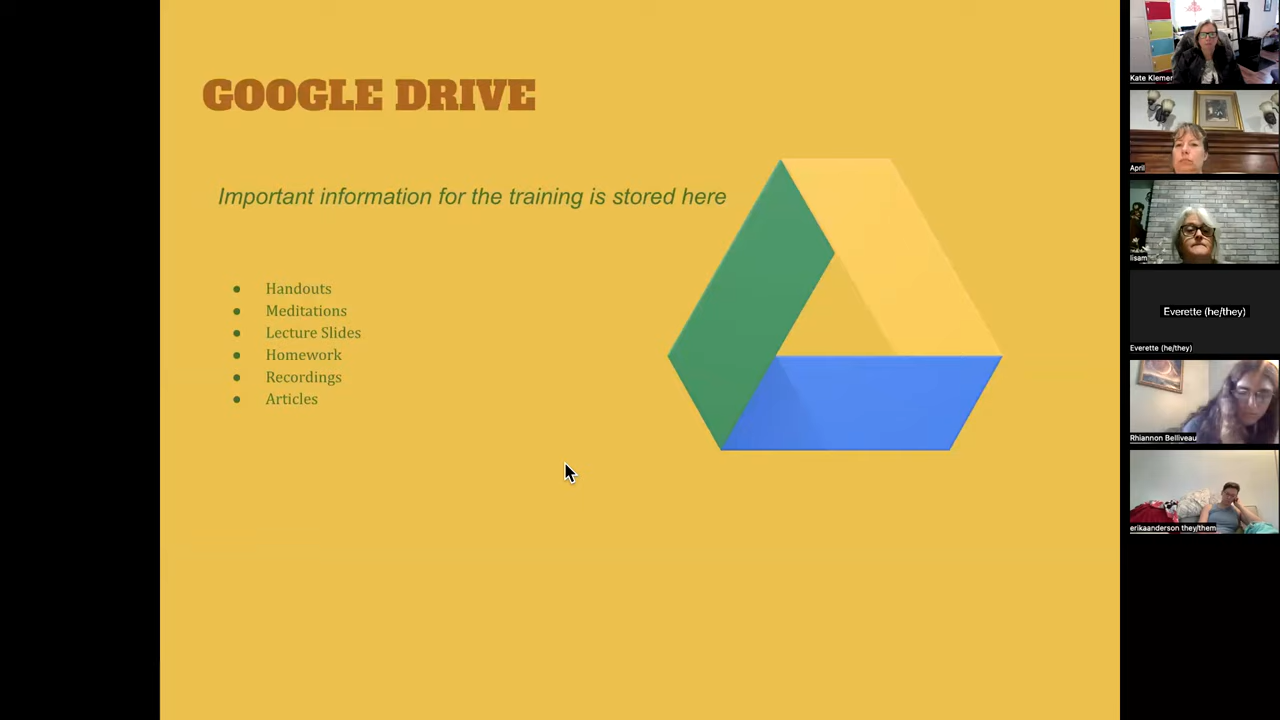 GOOGLE DRIVE
Important information for the training is stored here
● Handouts
● Meditations
● Lecture Slides
● Homework
● Recordings
● Articles
Kate Klemer
April
lisam
Everette (he/they)
Everette (he/they)
Rhiannon Belliveau
erikaanderson they/them